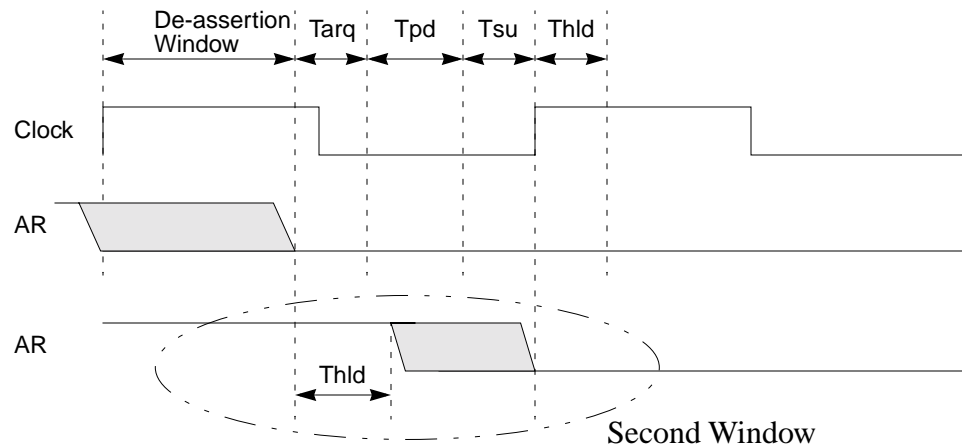 De-assertion
Window
Tarq
Tpd
Tsu
Thld
Clock
AR
AR
Thld
Second Window